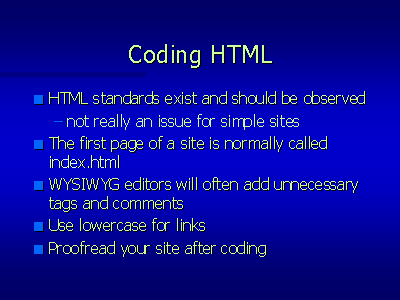 Coding HTML
HTML standards exist and should be observed
– not really an issue for simple sites
The first page of a site is normally called
index.html
WYSIWYG editors will often add unnecessary
tags and comments
Use lowercase for links
Proofread your site after coding